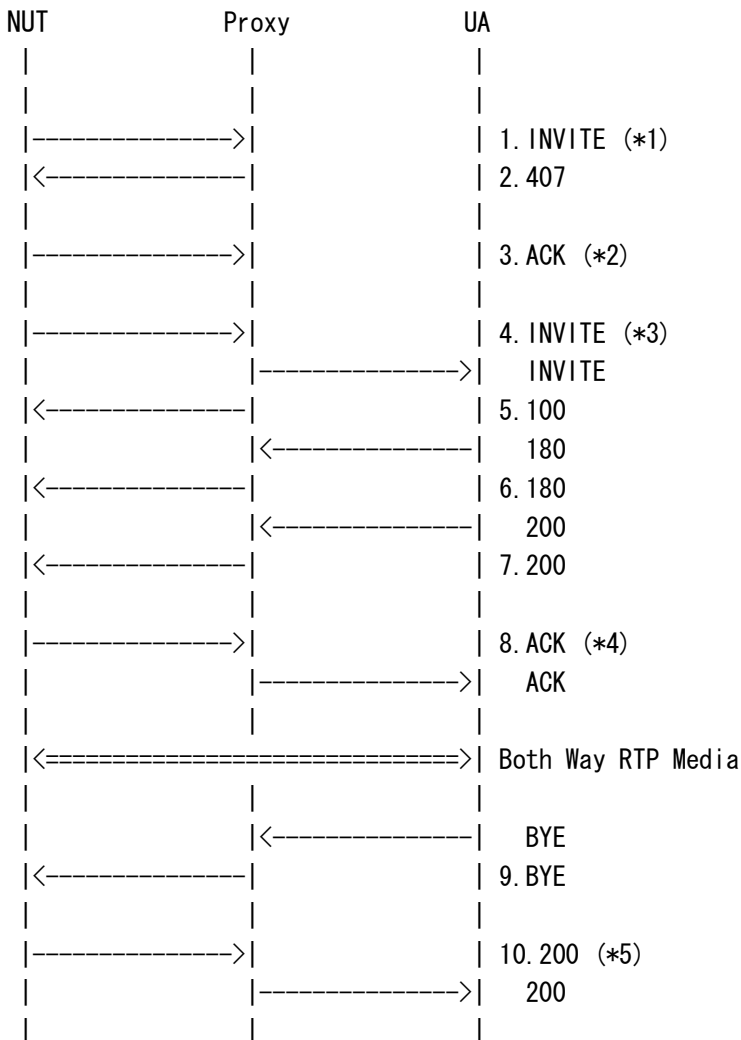 NUT Proxy UA
1. INVITE (*1)
2. 407
3. ACK (*2)
4. INVITE (*3)
INVITE
5. 100
180
6. 180
200
7. 200
8. ACK (*4)
ACK
Both Way RTP Media
BYE
9. BYE
10. 200 (*5)
200